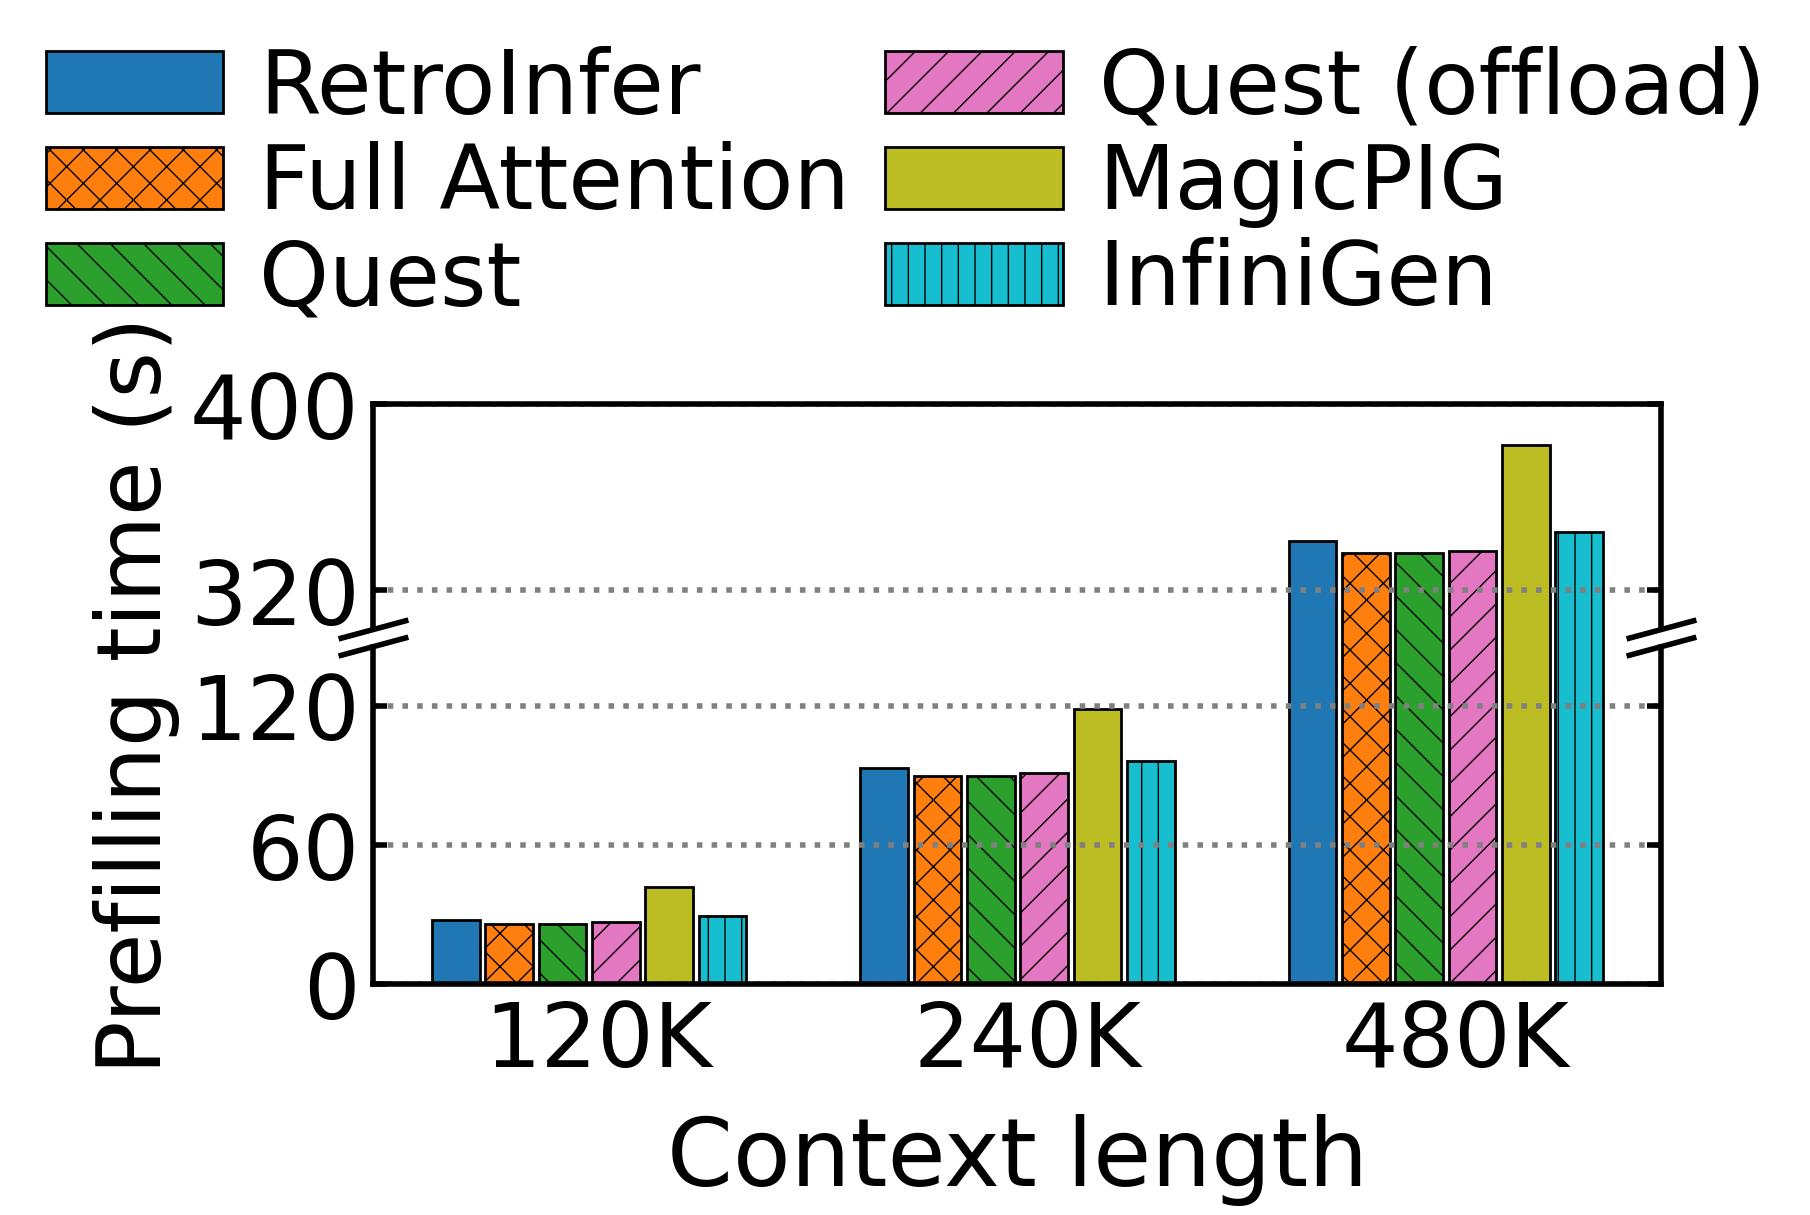 RetroInfer
Full Attention
Quest
Quest (offload)
MagicPIG
InfiniGen
Prefilling time (s)
400
320
120
60
0
120K
240K
480K
Context length